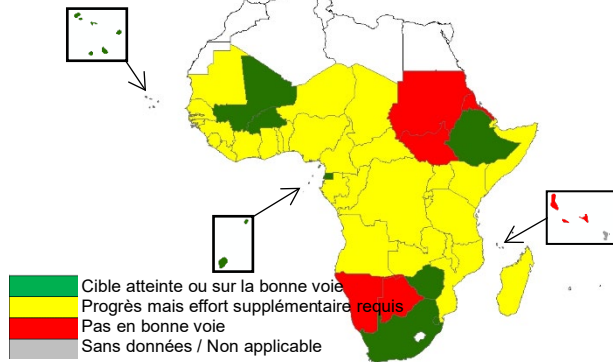 Cible atteinte ou sur la bonne voie
Progrès mais effort supplémentaire requis
Pas en bonne voie
Sans données / Non applicable